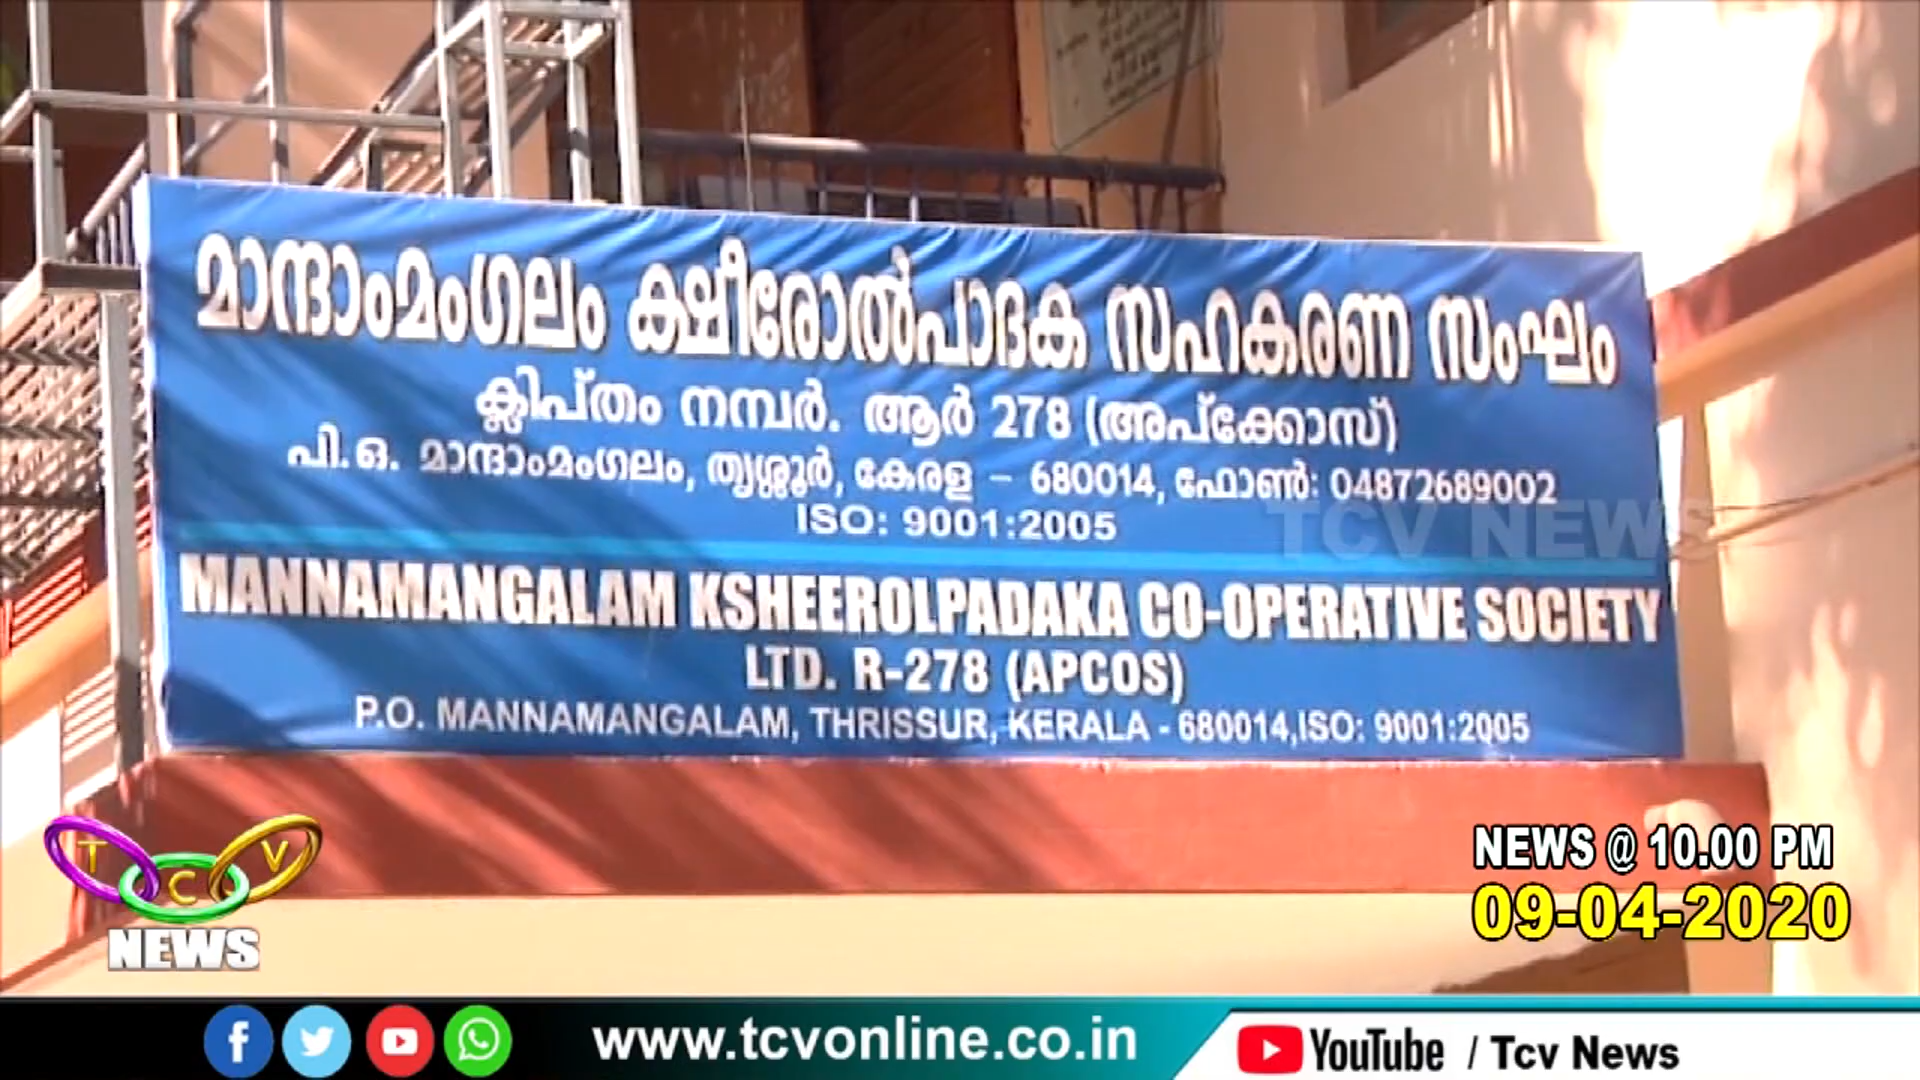 മാന്ദാംമംഗലം ക്ഷീരോൽപാദക സഹകരണ സംഘം
ക്ലിപ്തം നമ്പർ. ആർ 278 (അപ്ക്കോസ്)
പി.ഒ. മാന്ദാംമംഗലം, തൃശ്ശൂർ, കേരള – 680014, ഫോൺ: 04872689002
ISO: 9001:2005
TCV NEWS
MANNAMANGALAM KSHEEROLPADAKA CO-OPERATIVE SOCIETY
LTD. R-278 (APCOS)
P.O. MANNAMANGALAM, THRISSUR, KERALA - 680014,ISO: 9001:2005
T C V
NEWS
NEWS @ 10.00 PM
09-04-2020
www.tcvonline.co.in
YouTube / Tcv News